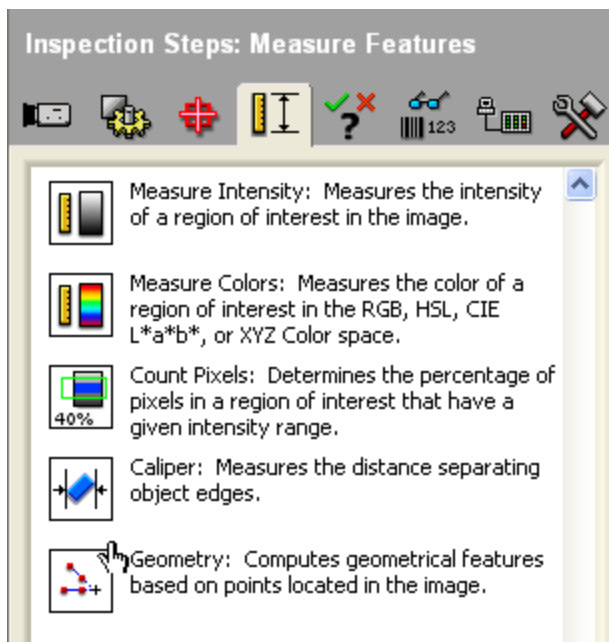 Inspection Steps: Measure Features
?
123
Measure Intensity: Measures the intensity
of a region of interest in the image.
Measure Colors: Measures the color of a
region of interest in the RGB, HSL, CIE
L*a*b*, or XYZ Color space.
Count Pixels: Determines the percentage of
pixels in a region of interest that have a
given intensity range.
40%
Caliper: Measures the distance separating
object edges.
Geometry: Computes geometrical features
based on points located in the image.